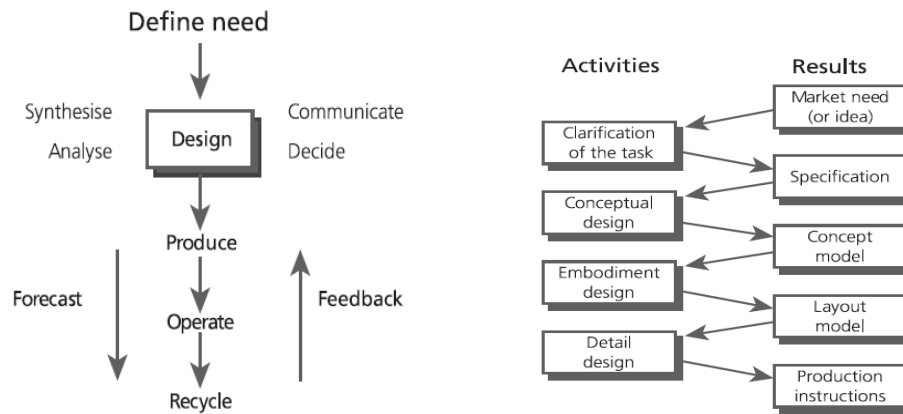 Define need
Synthesise
Analyse
Design
Communicate
Decide
Produce
Forecast
Feedback
Operate
Recycle
Activities
Results
Market need
(or idea)
Clarification
of the task
Specification
Conceptual
design
Concept
model
Embodiment
design
Layout
model
Detail
design
Production
instructions